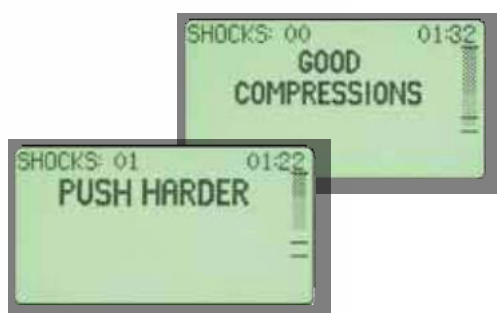 SHOCKS: 00 01:32
GOOD
COMPRESSIONS
SHOCKS: 01 01:22
PUSH HARDER